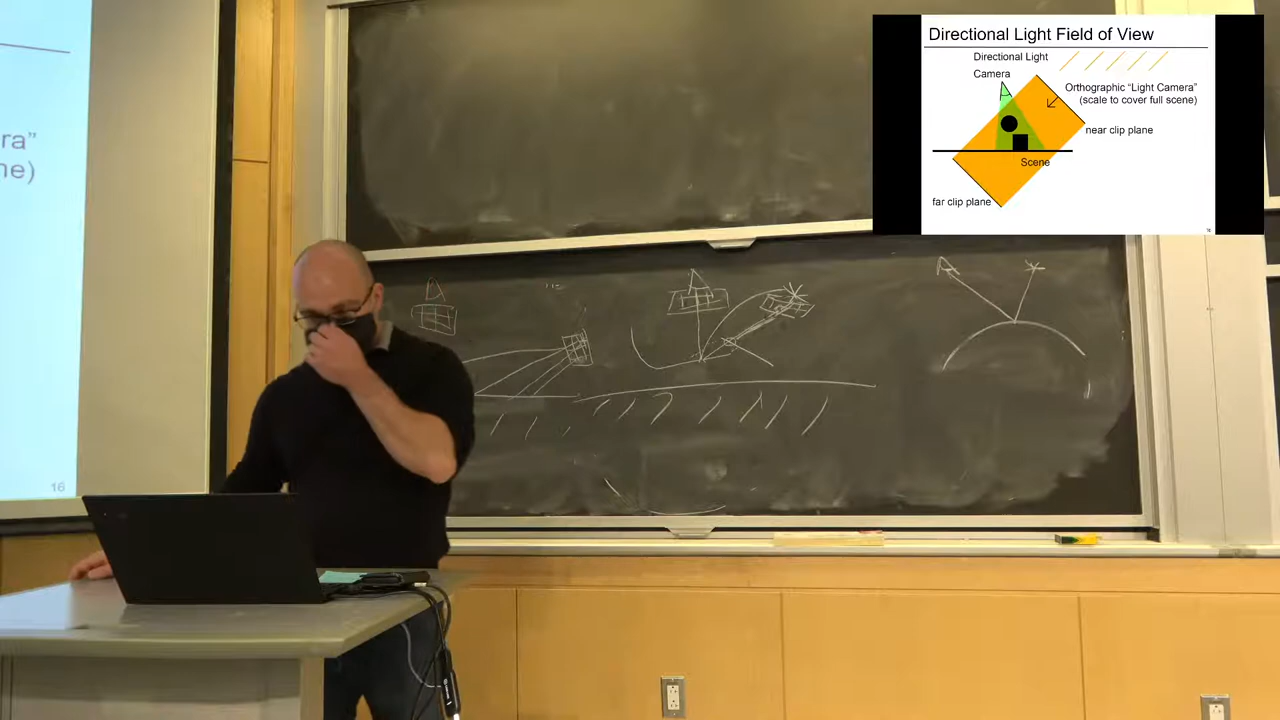 ra”
ne)
16
Directional Light Field of View
Directional Light
Camera
Orthographic “Light Camera”
(scale to cover full scene)
near clip plane
Scene
far clip plane